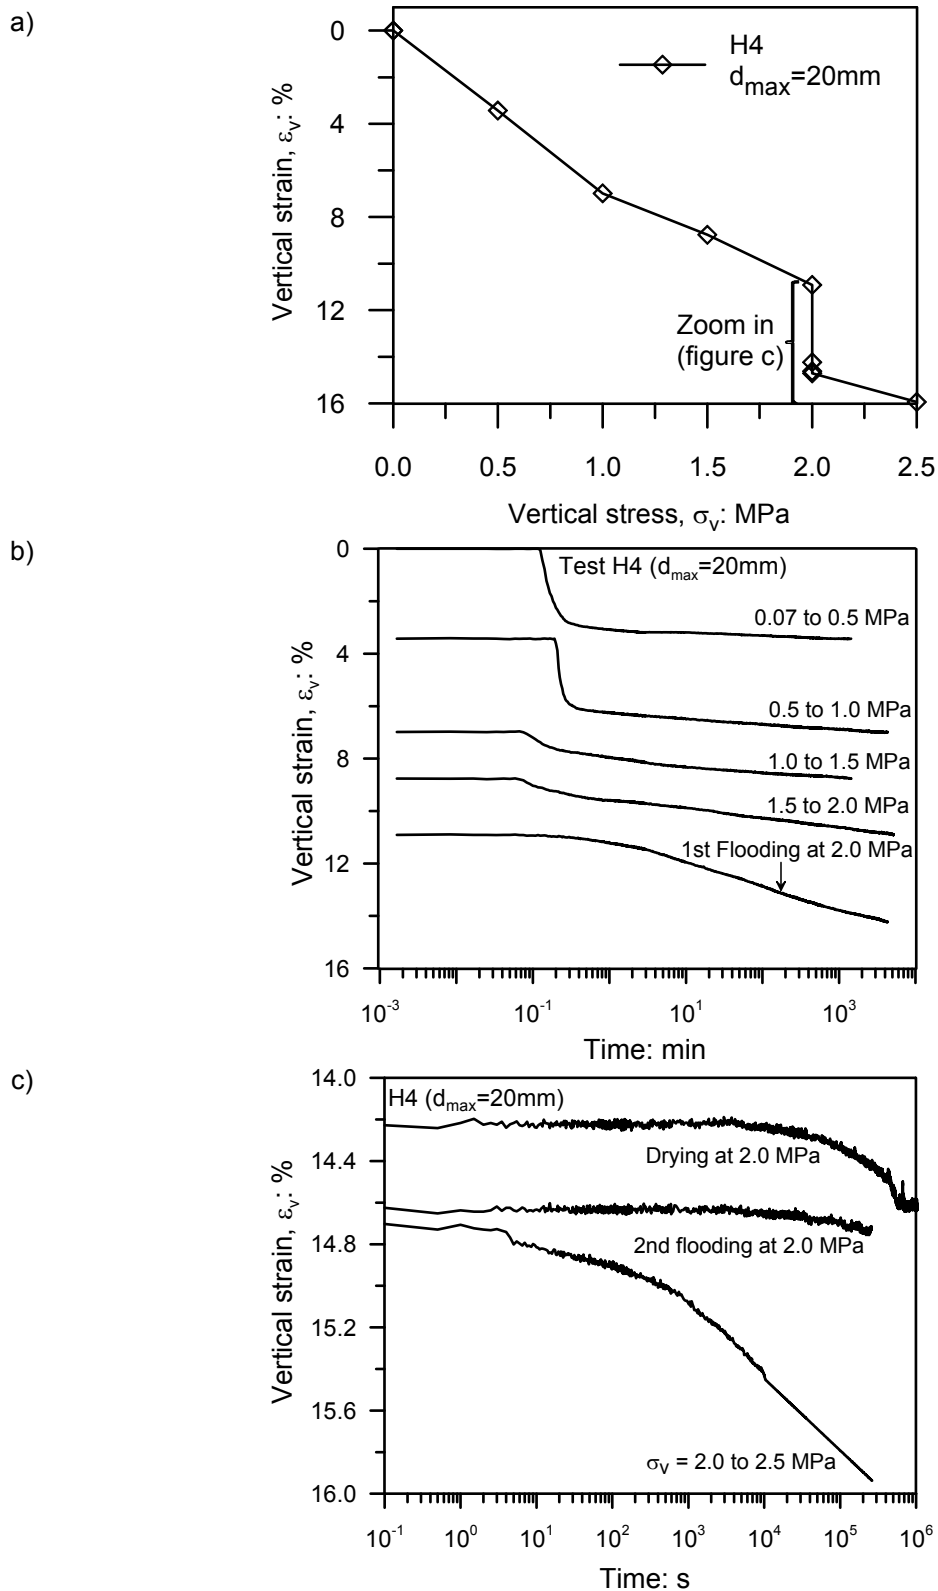 a)
0
4
8
12
16
Vertical strain, εv: %
H4
dmax=20mm
Zoom in
(figure c)
0.0 0.5 1.0 1.5 2.0 2.5
Vertical stress, σv: MPa
b)
0
4
8
12
16
Vertical strain, εv: %
Test H4 (dmax=20mm)
0.07 to 0.5 MPa
0.5 to 1.0 MPa
1.0 to 1.5 MPa
1.5 to 2.0 MPa
1st Flooding at 2.0 MPa
10-3 10-1 101 103
Time: min
c)
14.0
14.4
14.8
15.2
15.6
16.0
Vertical strain, εv: %
H4 (dmax=20mm)
Drying at 2.0 MPa
2nd flooding at 2.0 MPa
σv = 2.0 to 2.5 MPa
10-1 100 101 102 103 104 105 106
Time: s